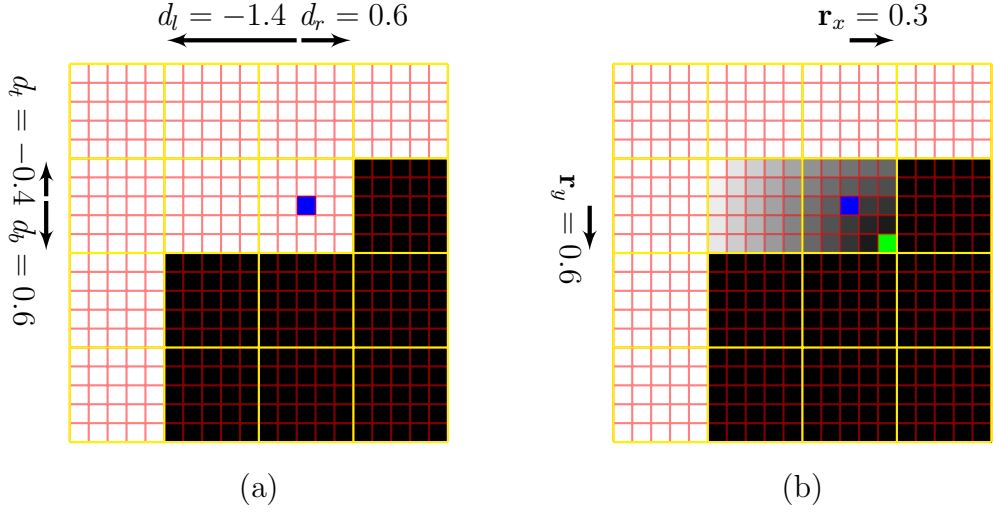 d_l = −1.4 d_r = 0.6
d_t = −0.4 d_b = 0.6
(a)
r_x = 0.3
r_y = 0.6
(b)